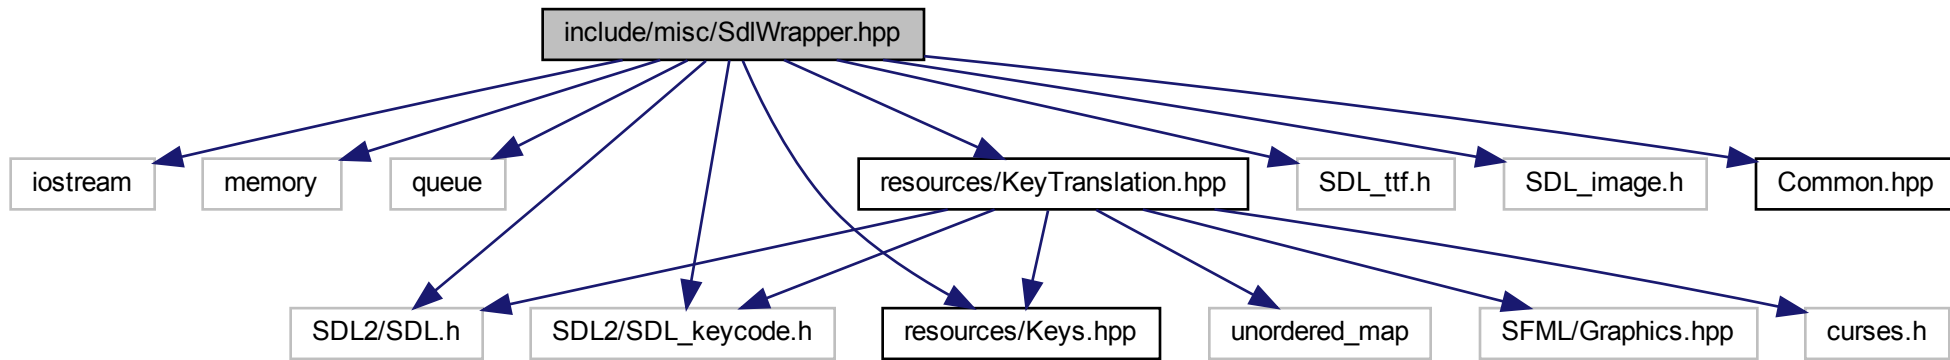 include/misc/SdlWrapper.hpp
iostream
memory
queue
resources/KeyTranslation.hpp
SDL_ttf.h
SDL_image.h
Common.hpp
SDL2/SDL.h
SDL2/SDL_keycode.h
resources/Keys.hpp
unordered_map
SFML/Graphics.hpp
curses.h